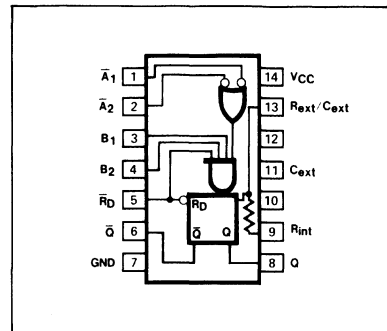 Ā1 1 14 VCC
Ā2 2 13 Rext/Cext
B1 3 12
B2 4 11 Cext
R̄D 5 RD 10
Q̄ 6 Q̄ Q 9 Rint
GND 7 8 Q